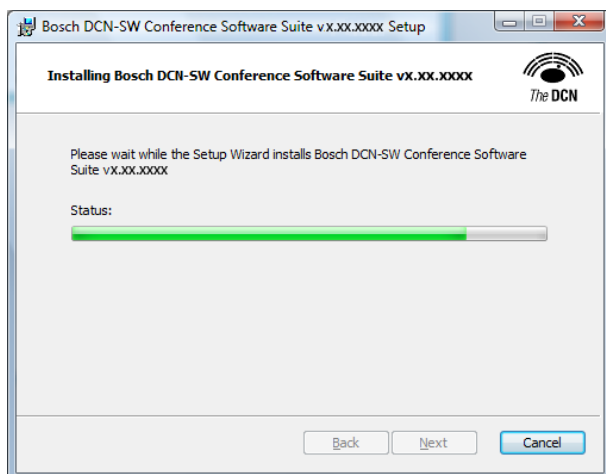 Bosch DCN-SW Conference Software Suite vx.xx.xxxx Setup
Installing Bosch DCN-SW Conference Software Suite vx.xx.xxxx
The DCN
Please wait while the Setup Wizard installs Bosch DCN-SW Conference Software
Suite vx.xx.xxxx
Status:
Back
Next
Cancel